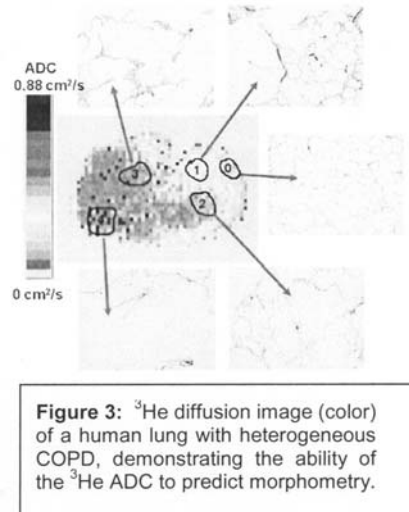 ADC
0.88 cm²/s
3
1
0
2
0 cm²/s
Figure 3: ³He diffusion image (color)
of a human lung with heterogeneous
COPD, demonstrating the ability of
the ³He ADC to predict morphometry.